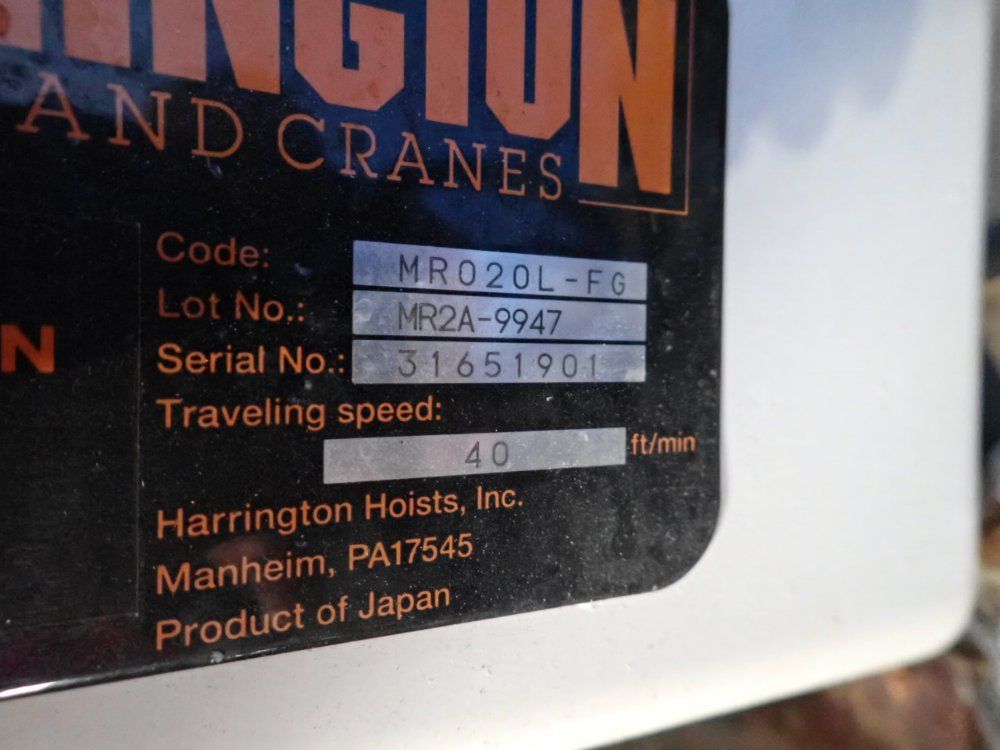 AND CRANES
Code: MR020L-FG
Lot No.: MR2A-9947
Serial No.: 31651901
Traveling speed:
40 ft/min
Harrington Hoists, Inc.
Manheim, PA17545
Product of Japan